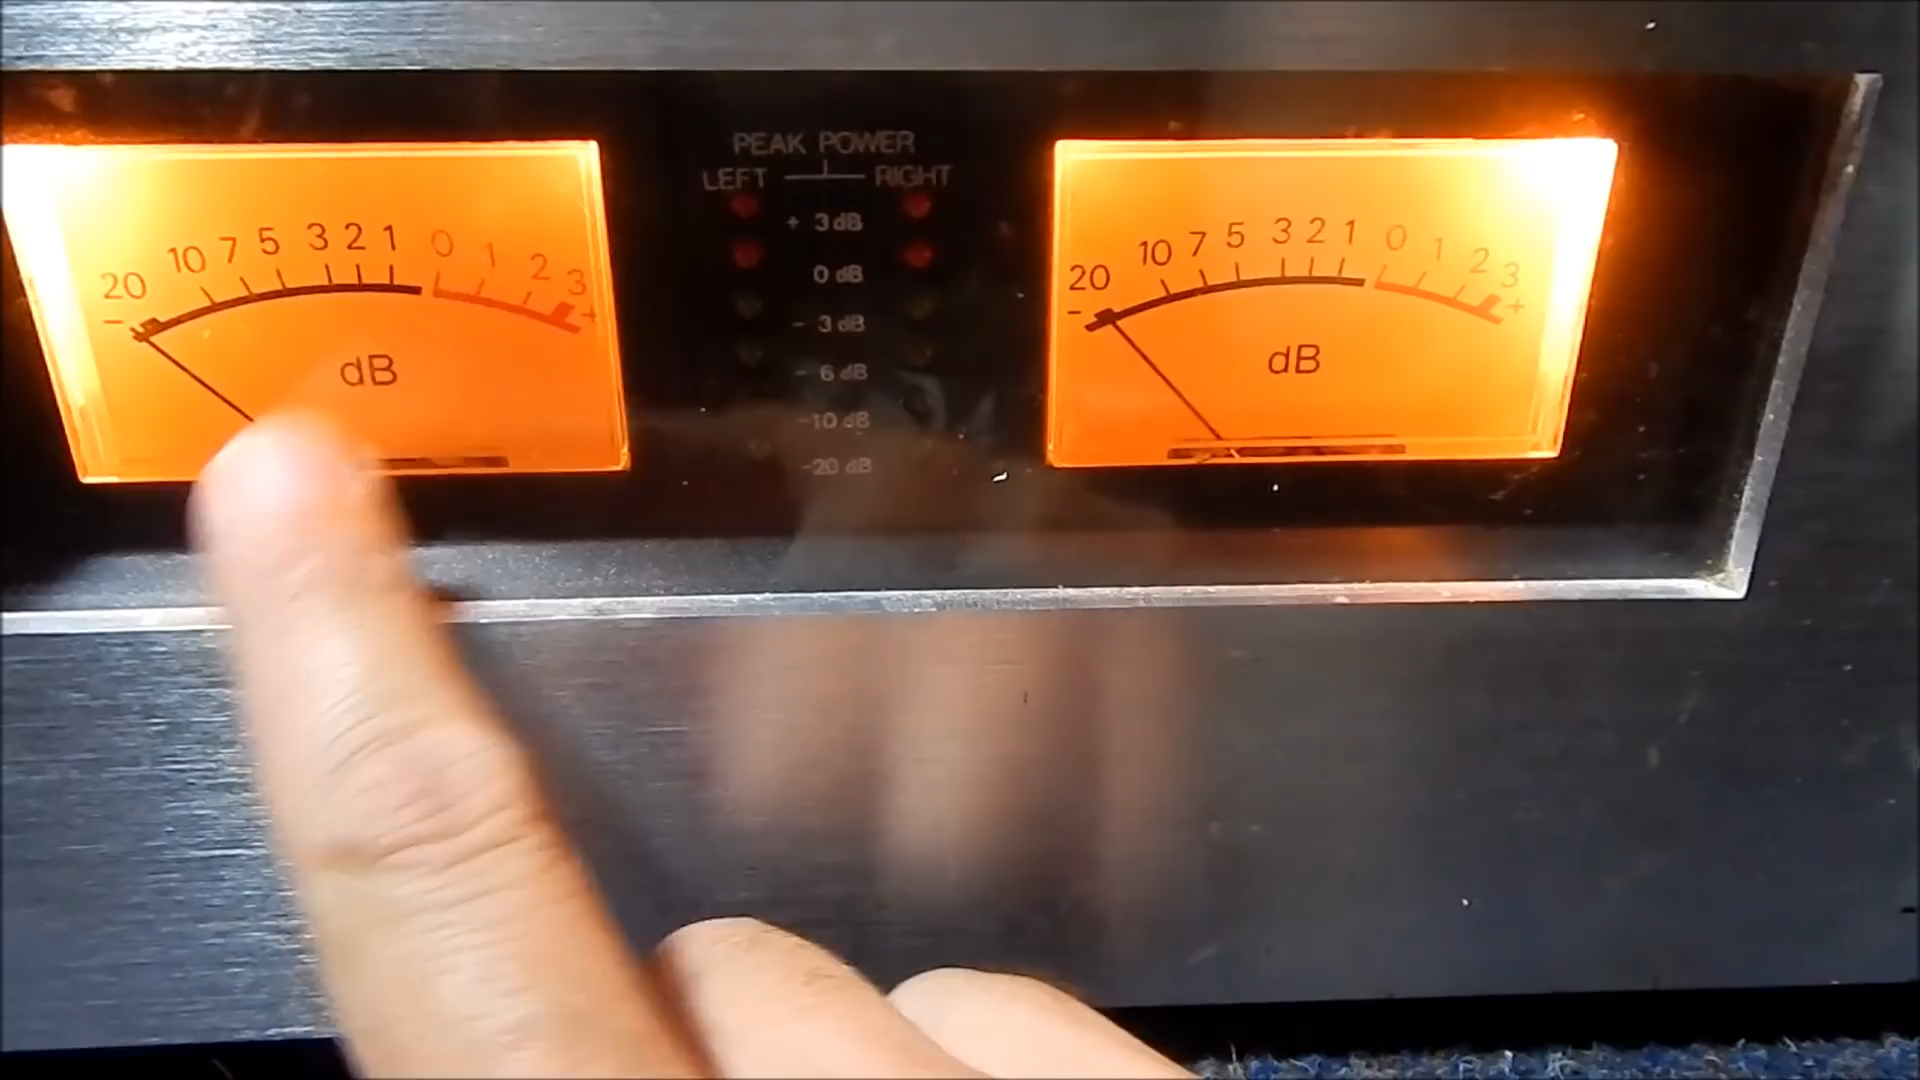 PEAK POWER
LEFT RIGHT
+ 3 dB
0 dB
- 3 dB
- 6 dB
-10 dB
-20 dB
20 10 7 5 3 2 1 0 1 2 3
- +
dB
20 10 7 5 3 2 1 0 1 2 3
- +
dB